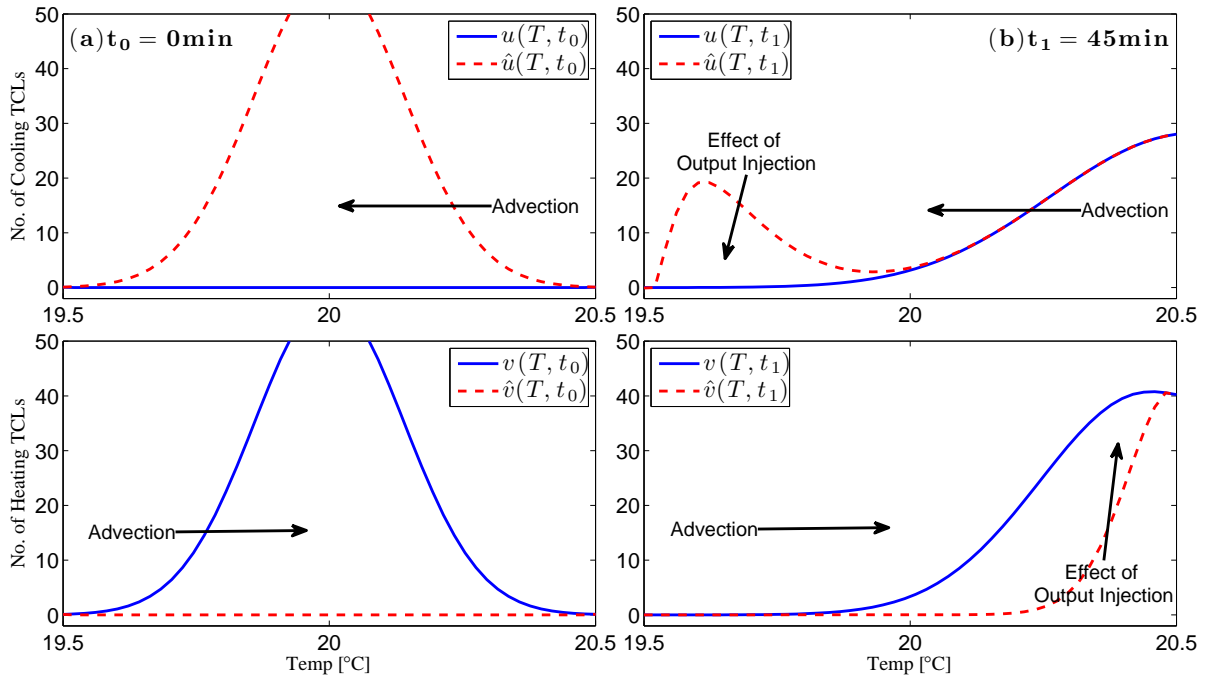 (a) t₀ = 0min
u(T, t₀)
û(T, t₀)
No. of Cooling TCLs
50
40
30
20
10
0
Advection
19.5
20
20.5
(b) t₁ = 45min
u(T, t₁)
û(T, t₁)
50
40
30
20
10
0
Effect of
Output Injection
Advection
19.5
20
20.5
v(T, t₀)
v̂(T, t₀)
No. of Heating TCLs
50
40
30
20
10
0
Advection
19.5
20
20.5
Temp [°C]
v(T, t₁)
v̂(T, t₁)
50
40
30
20
10
0
Advection
Effect of
Output Injection
19.5
20
20.5
Temp [°C]